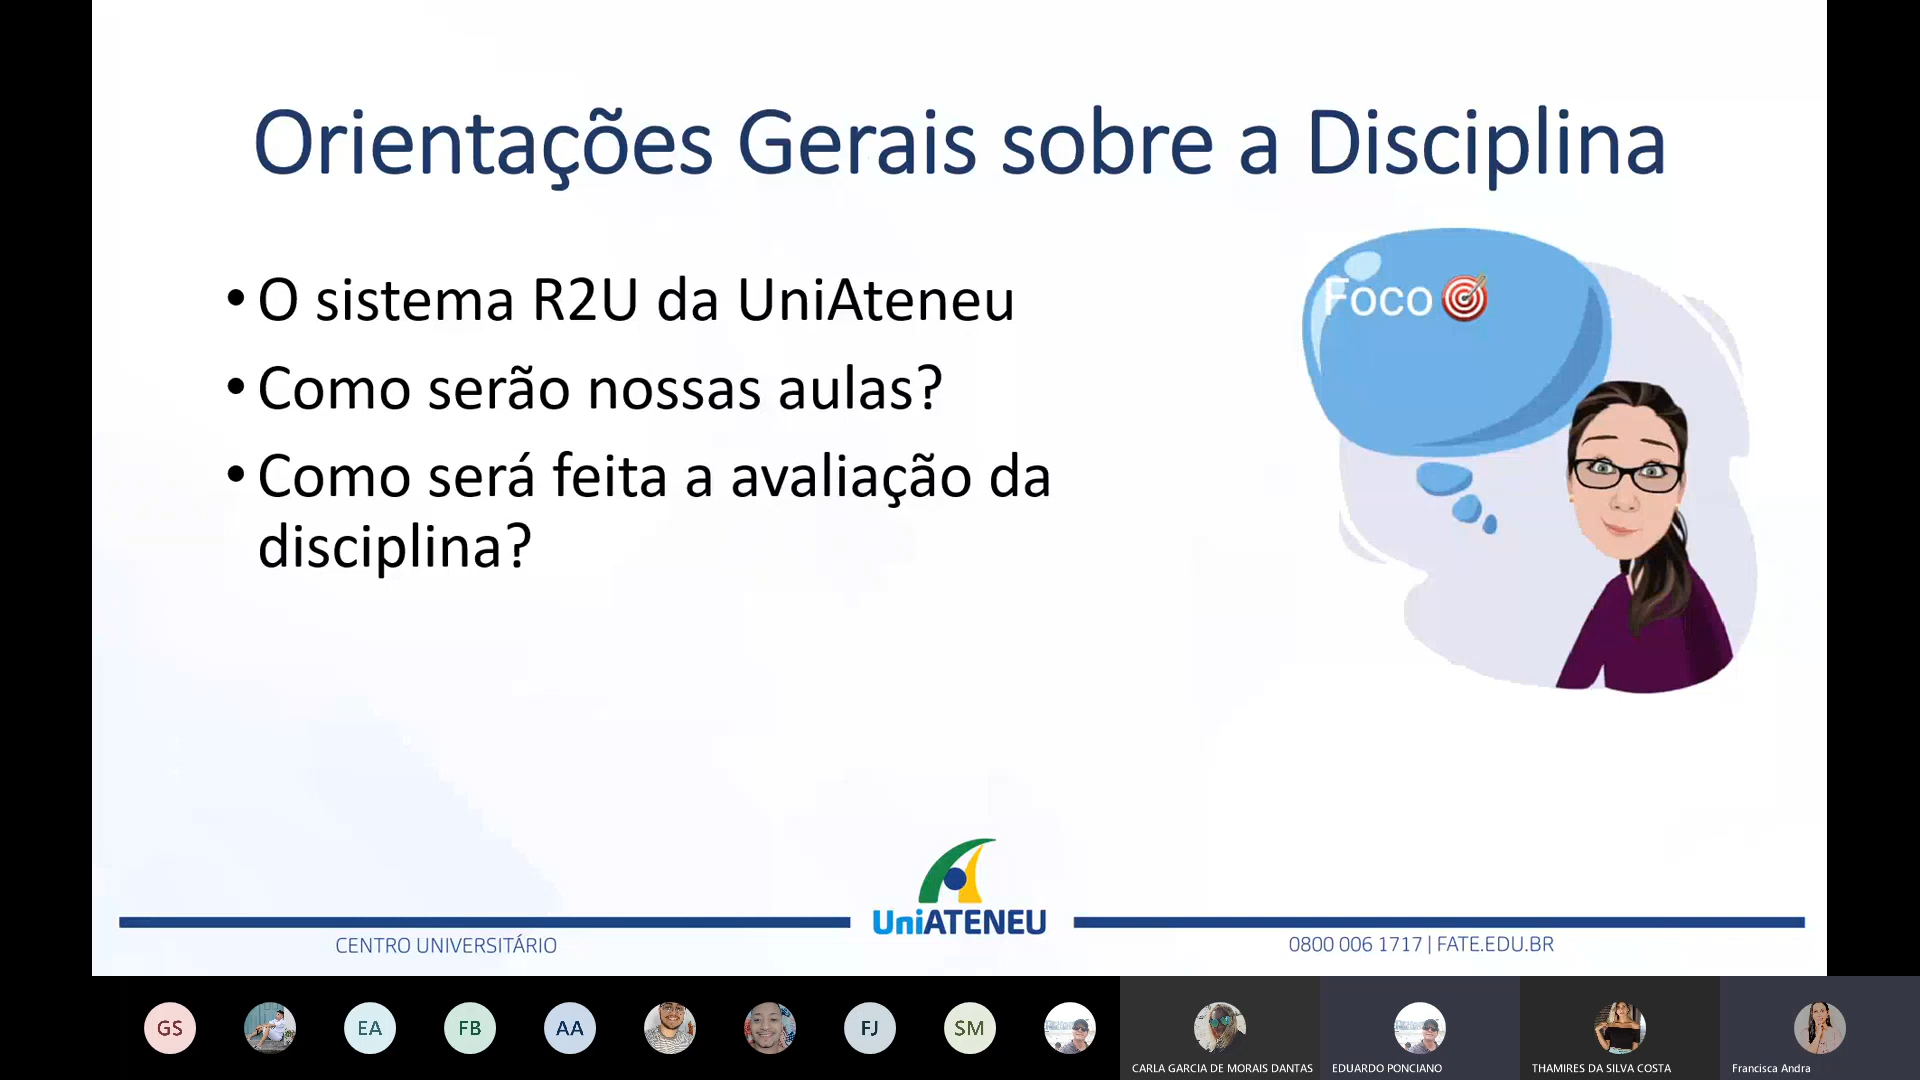 Orientações Gerais sobre a Disciplina
• O sistema R2U da UniAteneu
• Como serão nossas aulas?
• Como será feita a avaliação da
disciplina?
Foco
UniATENEU
CENTRO UNIVERSITÁRIO
0800 006 1717 | FATE.EDU.BR
GS
EA
FB
AA
FJ
SM
CARLA GARCIA DE MORAIS DANTAS
EDUARDO PONCIANO
THAMIRES DA SILVA COSTA
Francisca Andra